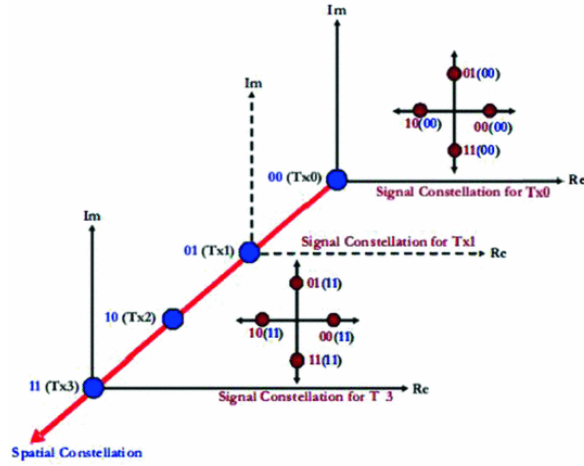 Im
01(00)
Im
10(00)
00(00)
11(00)
00 (Tx0)
Re
Signal Constellation for Tx0
Im
01 (Tx1)
Signal Constellation for Tx1
Re
01(11)
10 (Tx2)
10(11)
00(11)
11(11)
11 (Tx3)
Re
Signal Constellation for T 3
Spatial Constellation